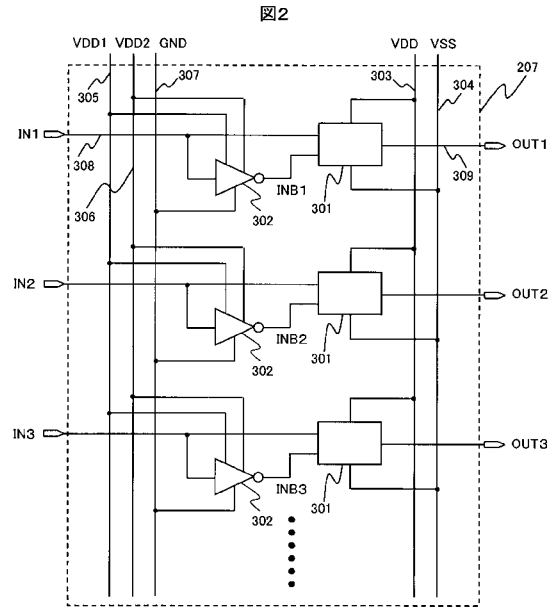 図2
VDD1 VDD2 GND VDD VSS
305 307 303 304 207
IN1 OUT1
308 309
INB1 301
306 302
IN2 OUT2
INB2 301
302
IN3 OUT3
INB3 301
302